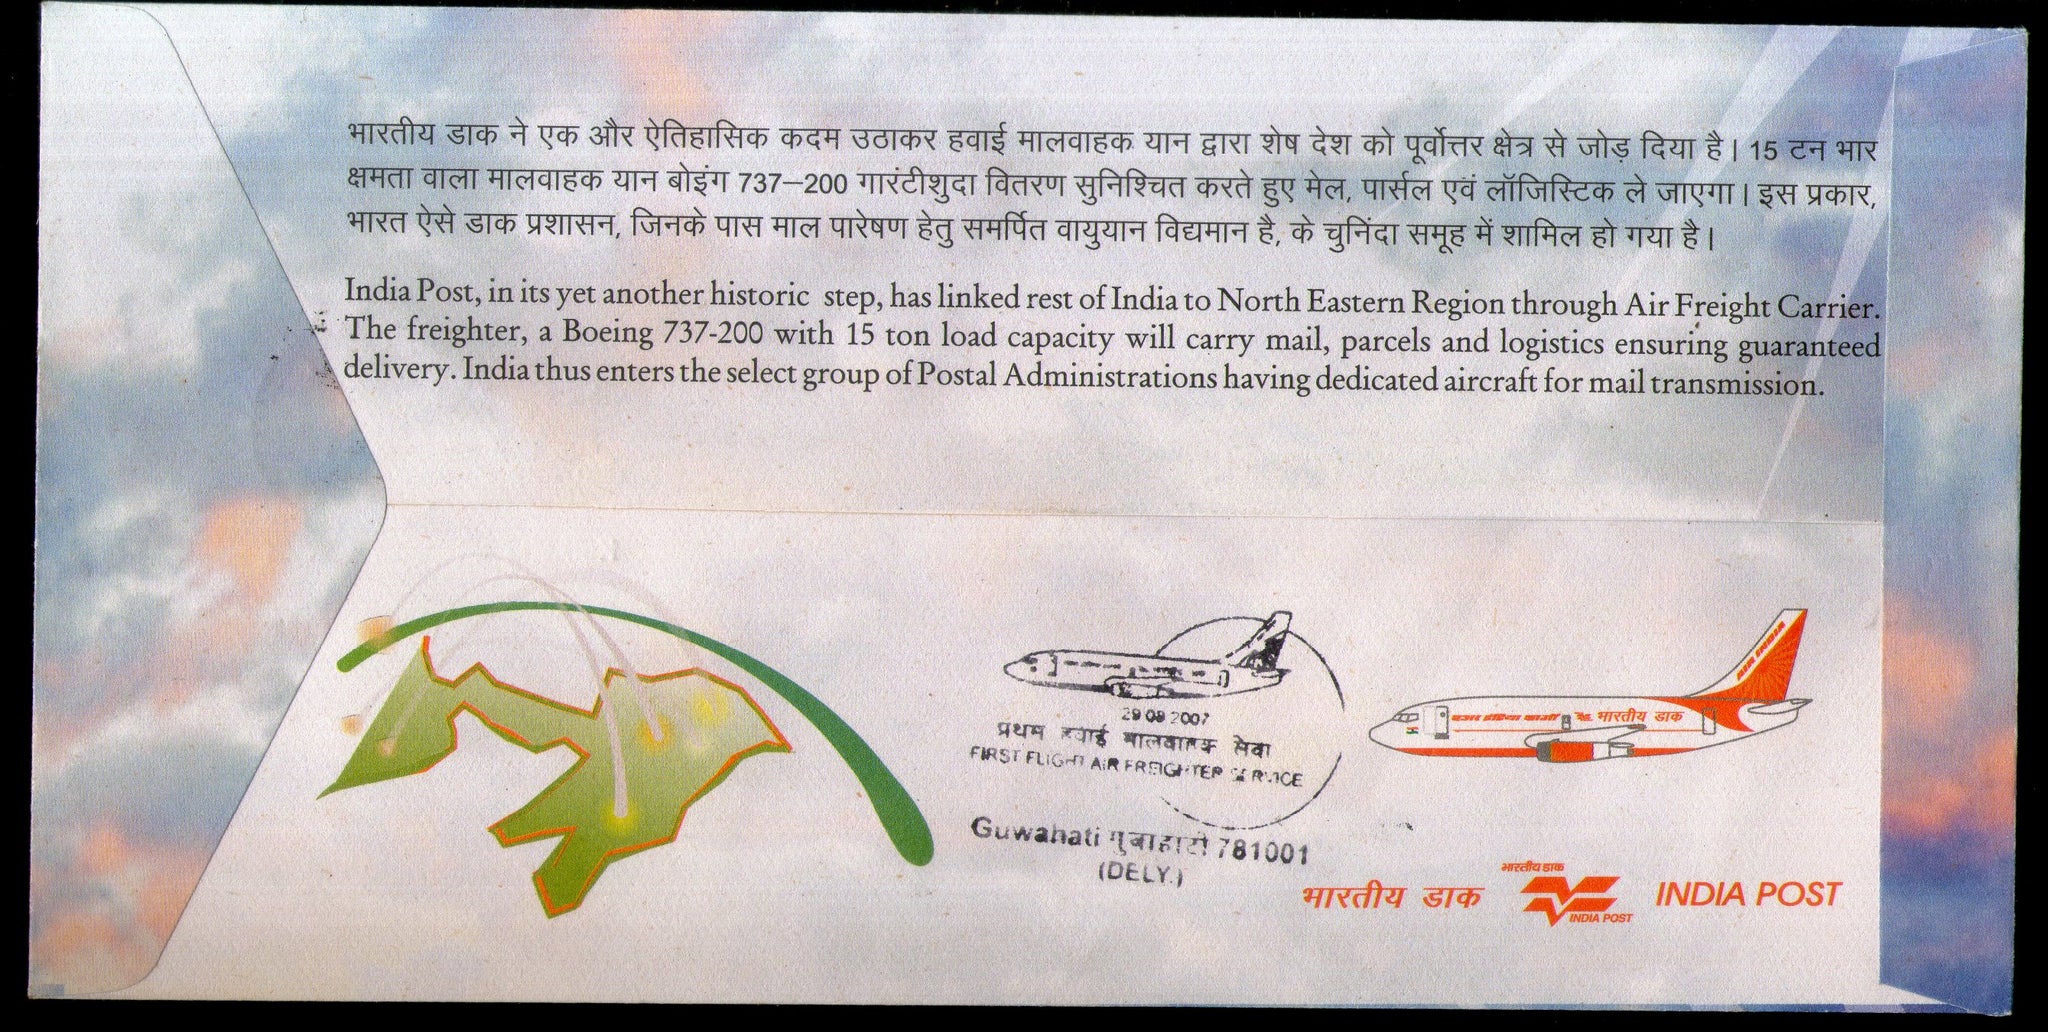 भारतीय डाक ने एक और ऐतिहासिक कदम उठाकर हवाई मालवाहक यान द्वारा शेष देश को पूर्वोत्तर क्षेत्र से जोड़ दिया है। 15 टन भार
क्षमता वाला मालवाहक यान बोइंग 737–200 गारंटीशुदा वितरण सुनिश्चित करते हुए मेल, पार्सल एवं लॉजिस्टिक ले जाएगा। इस प्रकार,
भारत ऐसे डाक प्रशासन, जिनके पास माल पारेषण हेतु समर्पित वायुयान विद्यमान है, के चुनिंदा समूह में शामिल हो गया है।
India Post, in its yet another historic step, has linked rest of India to North Eastern Region through Air Freight Carrier.
The freighter, a Boeing 737-200 with 15 ton load capacity will carry mail, parcels and logistics ensuring guaranteed
delivery. India thus enters the select group of Postal Administrations having dedicated aircraft for mail transmission.
29 08 2007
प्रथम हवाई मालवाहक सेवा
FIRST FLIGHT AIR FREIGHTER SERVICE
Guwahati गुवाहाटी 781001
(DELY.)
AIR INDIA
भारतीय डाक
भारतीय डाक
भारतीय डाक
INDIA POST
INDIA POST